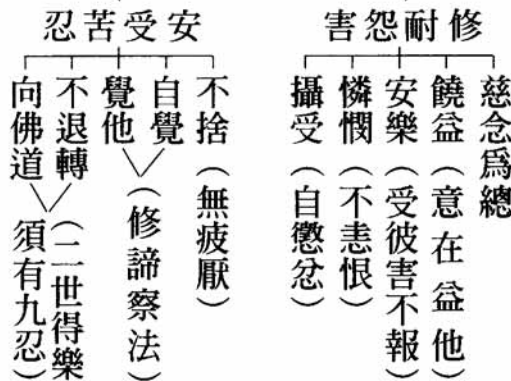 修耐怨害
慈念爲總
饒益(意在益他)
安樂(受彼害不報)
憐憫(不恚恨)
攝受(自懲忿)
安受苦忍
不捨(無疲厭)
自覺
覺他
(修諦察法)
不退轉
向佛道
(二世得樂
須有九忍)